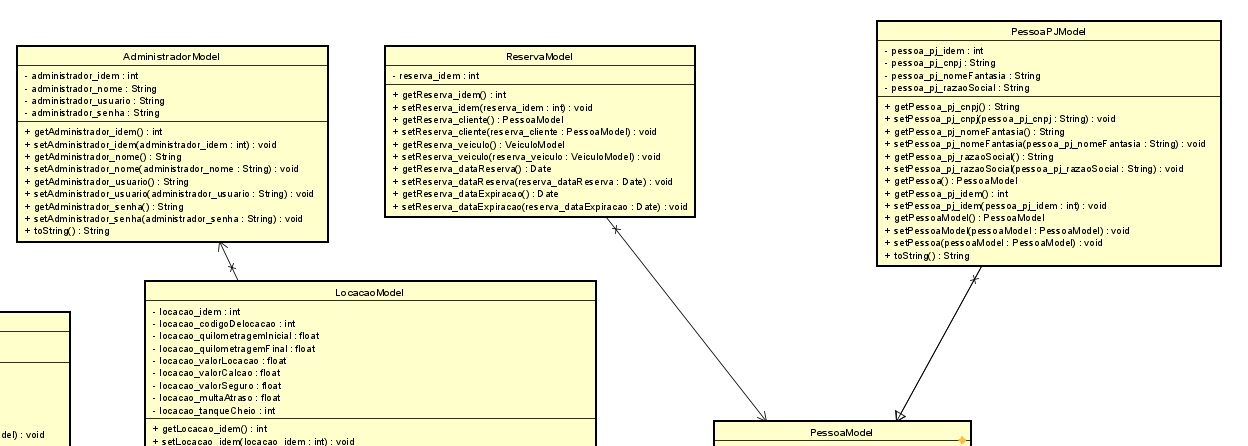 AdministradorModel
- administrador_idem : int
- administrador_nome : String
- administrador_usuario : String
- administrador_senha : String
+ getAdministrador_idem() : int
+ setAdministrador_idem(administrador_idem : int) : void
+ getAdministrador_nome() : String
+ setAdministrador_nome(administrador_nome : String) : void
+ getAdministrador_usuario() : String
+ setAdministrador_usuario(administrador_usuario : String) : void
+ getAdministrador_senha() : String
+ setAdministrador_senha(administrador_senha : String) : void
+ toString() : String
ReservaModel
- reserva_idem : int
+ getReserva_idem() : int
+ setReserva_idem(reserva_idem : int) : void
+ getReserva_cliente() : PessoaModel
+ setReserva_cliente(reserva_cliente : PessoaModel) : void
+ getReserva_veiculo() : VeiculoModel
+ setReserva_veiculo(reserva_veiculo : VeiculoModel) : void
+ getReserva_dataReserva() : Date
+ setReserva_dataReserva(reserva_dataReserva : Date) : void
+ getReserva_dataExpiracao() : Date
+ setReserva_dataExpiracao(reserva_dataExpiracao : Date) : void
PessoaPJModel
- pessoa_pj_idem : int
- pessoa_pj_cnpj : String
- pessoa_pj_nomeFantasia : String
- pessoa_pj_razaoSocial : String
+ getPessoa_pj_cnpj() : String
+ setPessoa_pj_cnpj(pessoa_pj_cnpj : String) : void
+ getPessoa_pj_nomeFantasia() : String
+ setPessoa_pj_nomeFantasia(pessoa_pj_nomeFantasia : String) : void
+ getPessoa_pj_razaoSocial() : String
+ setPessoa_pj_razaoSocial(pessoa_pj_razaoSocial : String) : void
+ getPesoa() : PessoaModel
+ getPessoa_pj_idem() : int
+ setPessoa_pj_idem(pessoa_pj_idem : int) : void
+ getPessoaModel() : PessoaModel
+ setPessoaModel(pessoaModel : PessoaModel) : void
+ setPessoa(pessoaModel : PessoaModel) : void
+ toString() : String
LocacaoModel
- locacao_idem : int
- locacao_codigoDelocacao : int
- locacao_quilometragemInicial : float
- locacao_quilometragemFinal : float
- locacao_valorLocacao : float
- locacao_valorCalcao : float
- locacao_valorSeguro : float
- locacao_multaAtraso : float
- locacao_tanqueCheio : int
+ getLocacao_idem() : int
+ setLocacao_idem(locacao_idem : int) : void
odel) : void
PessoaModel